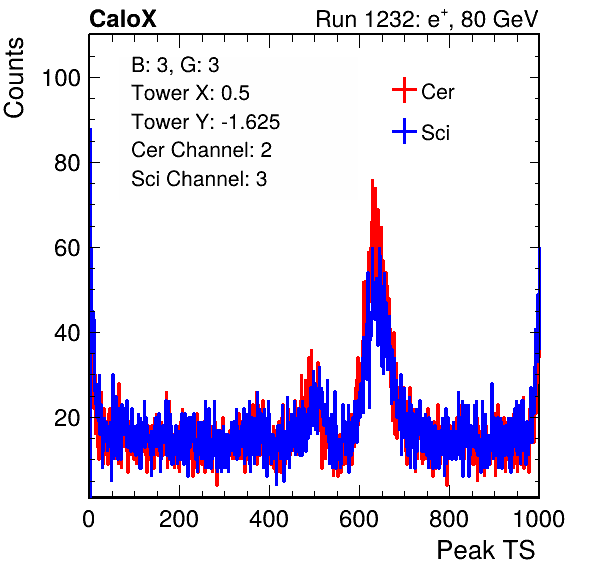 CaloX Run 1232: e⁺, 80 GeV
Counts
B: 3, G: 3
Tower X: 0.5
Tower Y: -1.625
Cer Channel: 2
Sci Channel: 3
Cer
Sci
100
80
60
40
20
0 200 400 600 800 1000
Peak TS